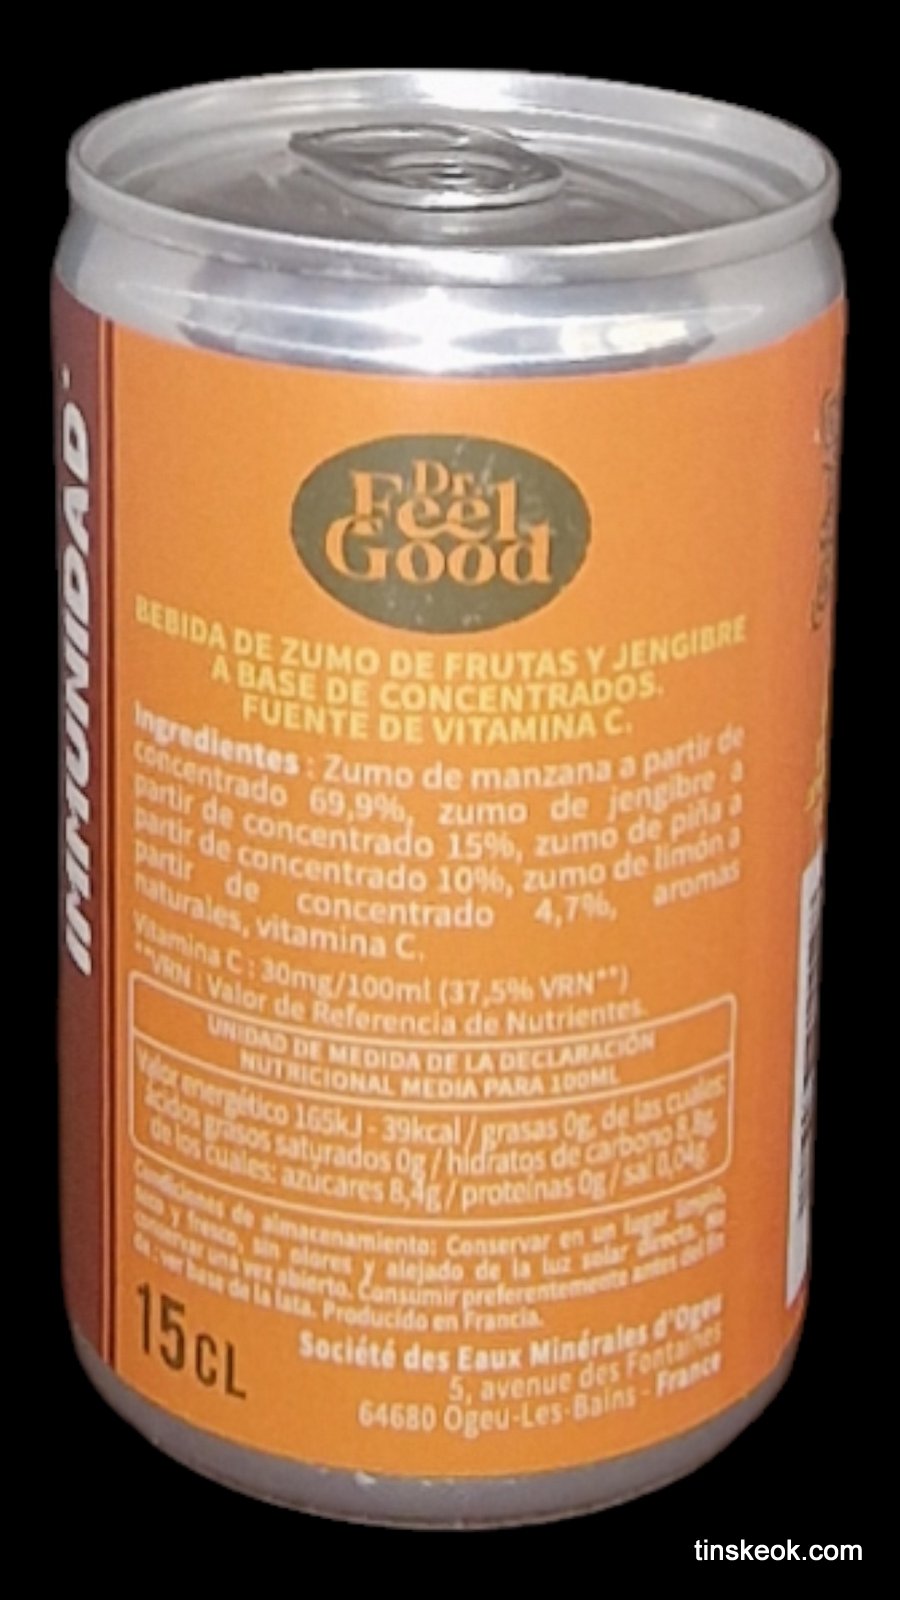 IMMUNIDAD*
Dr.
Feel
Good
BEBIDA DE ZUMO DE FRUTAS Y JENGIBRE
A BASE DE CONCENTRADOS.
FUENTE DE VITAMINA C.
Ingredientes : Zumo de manzana a partir de
concentrado 69,9%, zumo de jengibre a
partir de concentrado 15%, zumo de piña a
partir de concentrado 10%, zumo de limón a
partir de concentrado 4,7%, aromas
naturales, vitamina C.
Vitamina C : 30mg/100ml (37,5% VRN**)
**VRN : Valor de Referencia de Nutrientes.
UNIDAD DE MEDIDA DE LA DECLARACIÓN
NUTRICIONAL MEDIA PARA 100ML
Valor energético 165kJ - 39kcal / grasas 0g, de las cuales:
ácidos grasos saturados 0g / hidratos de carbono 8,8g,
de los cuales: azúcares 8,4g / proteínas 0g / sal 0,04g
Condiciones de almacenamiento: Conservar en un lugar limpio,
seco y fresco, sin olores y alejado de la luz solar directa. No
conservar una vez abierto. Consumir preferentemente antes del fin
de : ver base de la lata. Producido en Francia.
15CL
Société des Eaux Minérales d'Ogeu
5, avenue des Fontaines
64680 Ogeu-Les-Bains - France
tinskeok.com